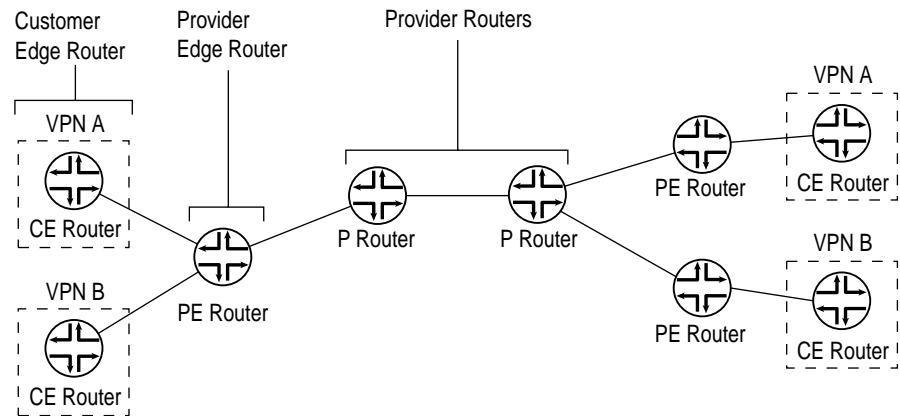 Customer
Edge Router
Provider
Edge Router
Provider Routers
VPN A
CE Router
VPN B
CE Router
PE Router
P Router
P Router
PE Router
PE Router
VPN A
CE Router
VPN B
CE Router